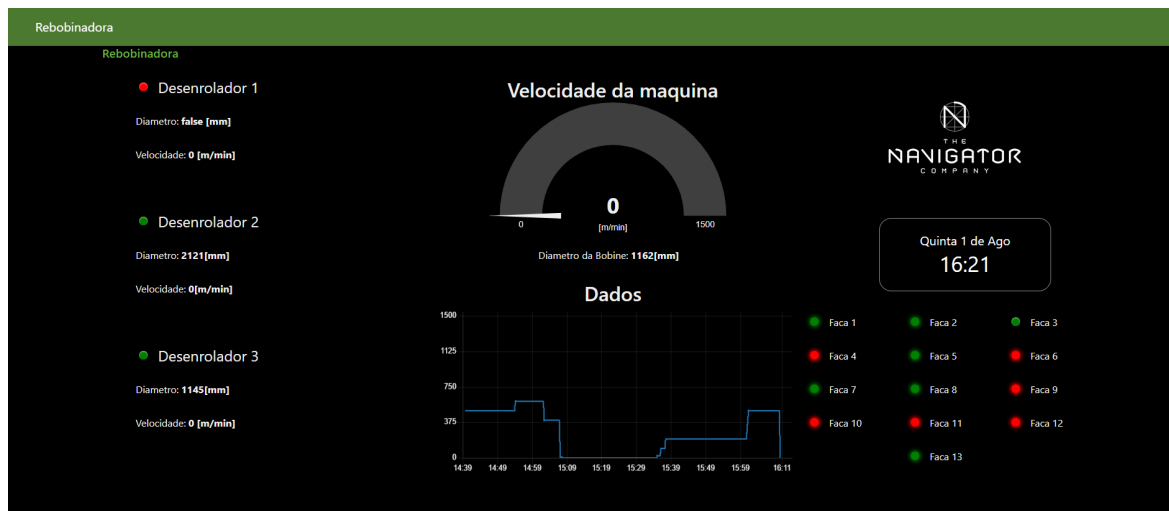 Rebobinadora
Rebobinadora
Desenrolador 1
Diametro: false [mm]
Velocidade: 0 [m/min]
Desenrolador 2
Diametro: 2121[mm]
Velocidade: 0[m/min]
Desenrolador 3
Diametro: 1145[mm]
Velocidade: 0 [m/min]
Velocidade da maquina
0
0
[m/min]
1500
Diametro da Bobine: 1162[mm]
Dados
1500
1125
750
375
0
14:39 14:49 14:59 15:09 15:19 15:29 15:39 15:49 15:59 16:11
THE
NAVIGATOR
COMPANY
Quinta 1 de Ago
16:21
Faca 1 Faca 2 Faca 3
Faca 4 Faca 5 Faca 6
Faca 7 Faca 8 Faca 9
Faca 10 Faca 11 Faca 12
Faca 13